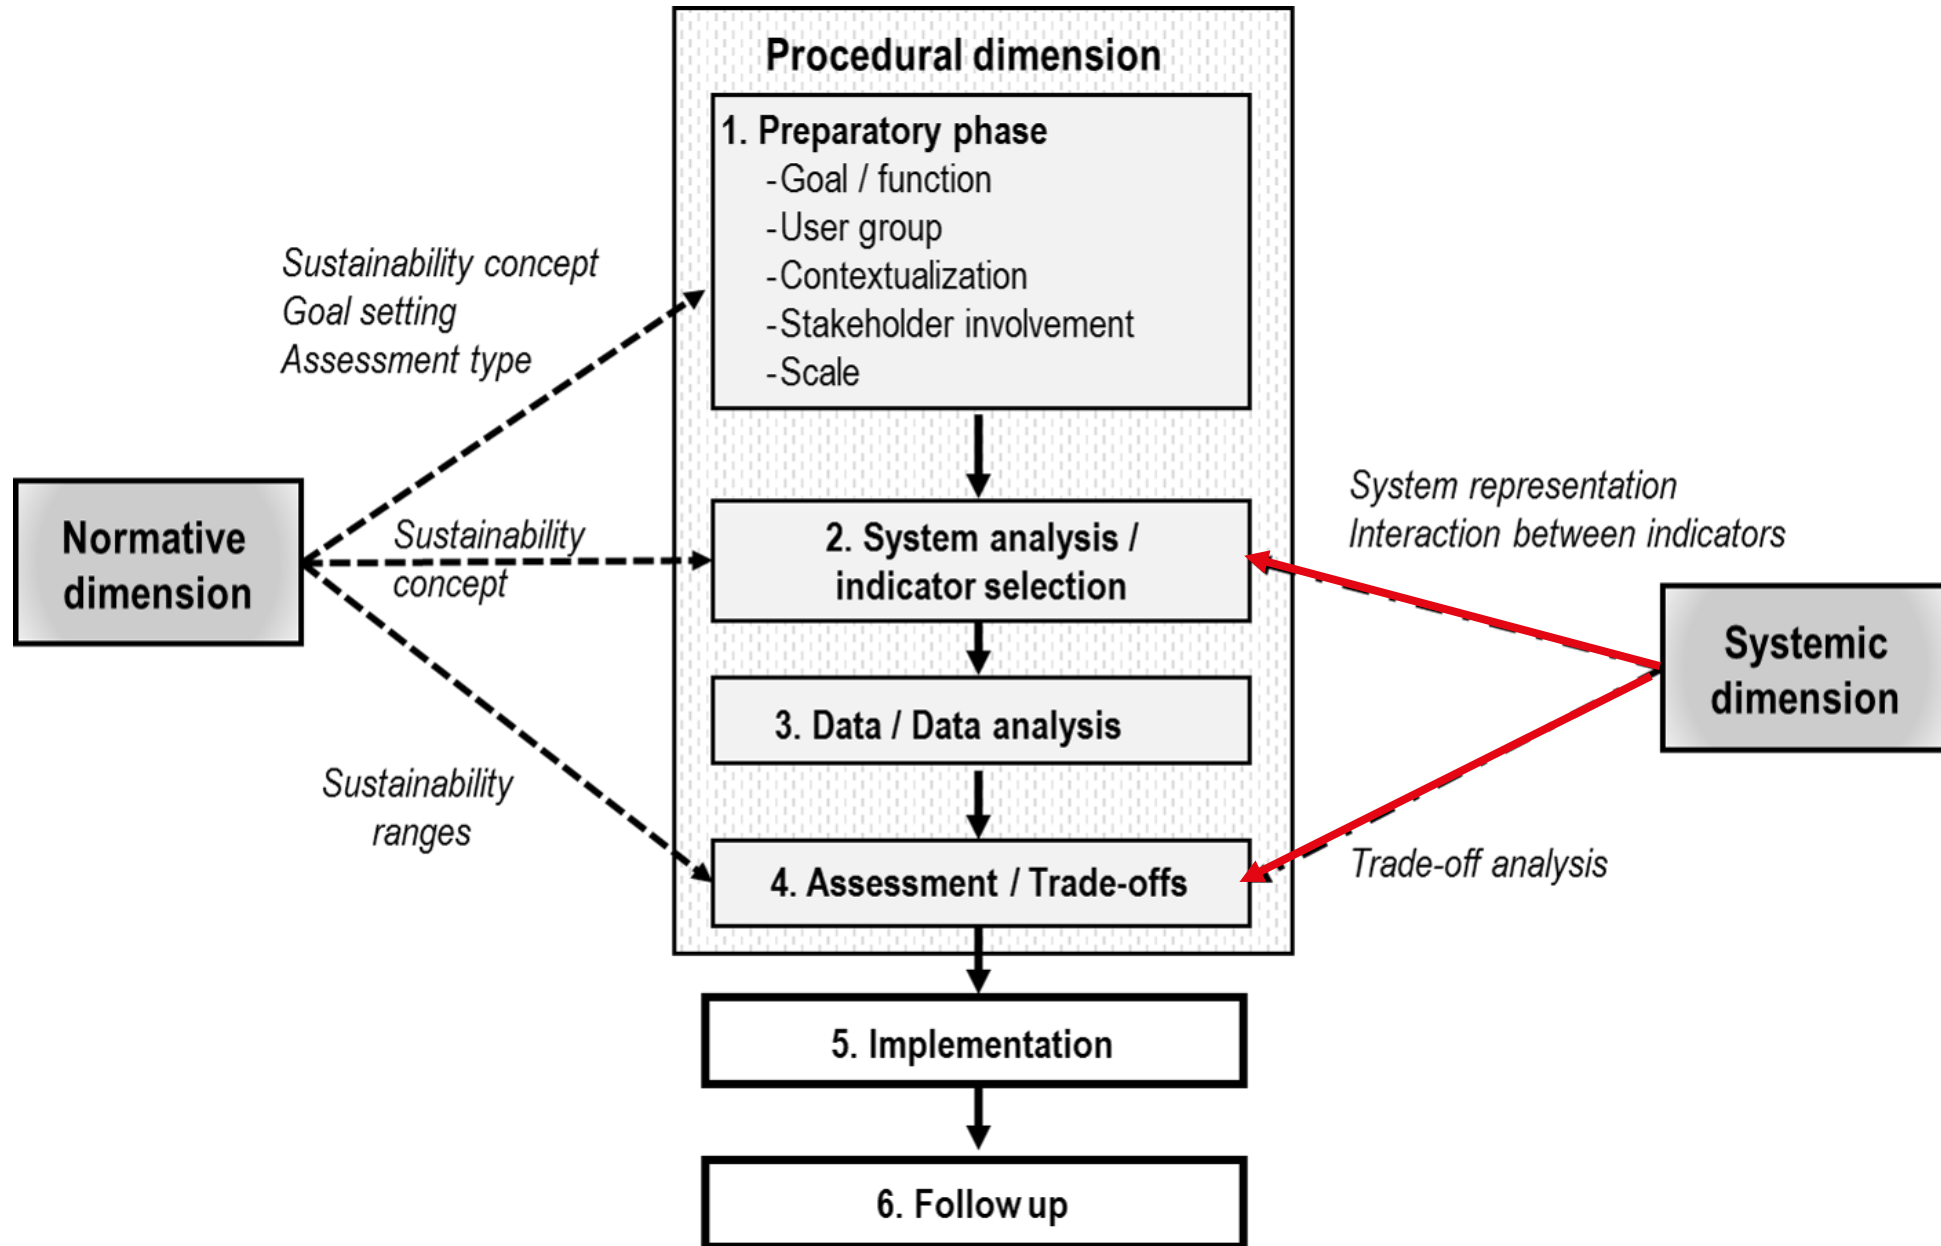 Procedural dimension
1. Preparatory phase
-Goal / function
-User group
-Contextualization
-Stakeholder involvement
-Scale
Sustainability concept
Goal setting
Assessment type
Normative
dimension
Sustainability
concept
Sustainability
ranges
2. System analysis /
indicator selection
3. Data / Data analysis
4. Assessment / Trade-offs
System representation
Interaction between indicators
Systemic
dimension
Trade-off analysis
5. Implementation
6. Follow up